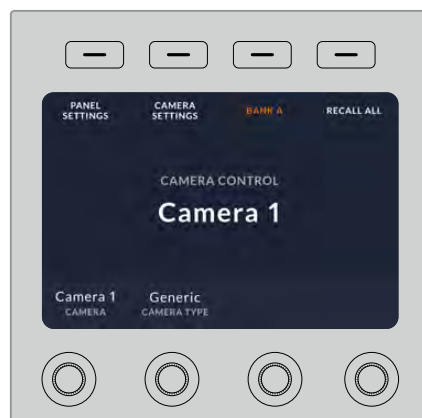 PANEL
SETTINGS
CAMERA
SETTINGS
BANK A
RECALL ALL
CAMERA CONTROL
Camera 1
Camera 1
CAMERA
Generic
CAMERA TYPE